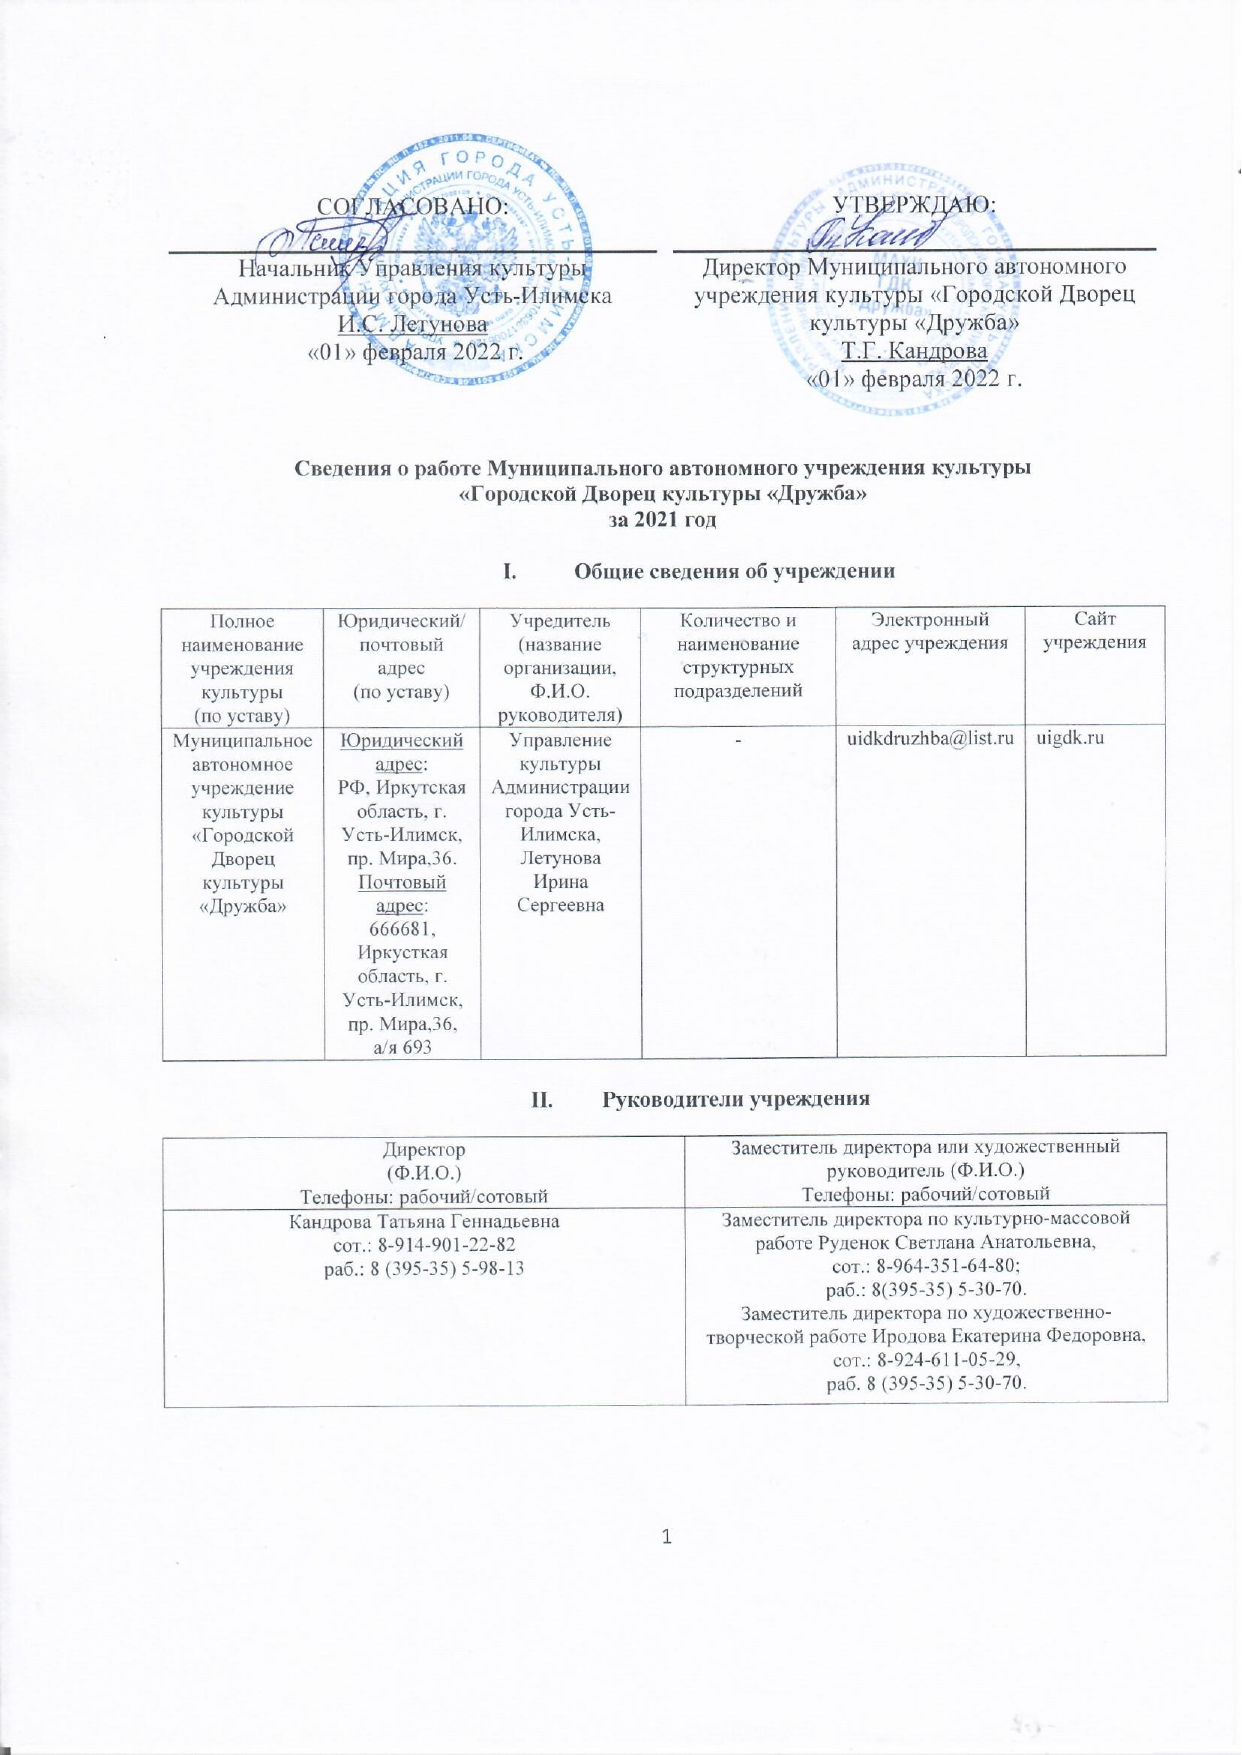 СОГЛАСОВАНО:
Начальник Управления культуры
Администрации города Усть-Илимска
И.С. Летунова
«01» февраля 2022 г.
УТВЕРЖДАЮ:
Директор Муниципального автономного
учреждения культуры «Городской Дворец
культуры «Дружба»
Т.Г. Кандрова
«01» февраля 2022 г.
Сведения о работе Муниципального автономного учреждения культуры
«Городской Дворец культуры «Дружба»
за 2021 год
I. Общие сведения об учреждении
Полное
наименование
учреждения
культуры
(по уставу)
Юридический/
почтовый
адрес
(по уставу)
Учредитель
(название
организации,
Ф.И.О.
руководителя)
Количество и
наименование
структурных
подразделений
Электронный
адрес учреждения
Сайт
учреждения
Муниципальное
автономное
учреждение
культуры
«Городской
Дворец
культуры
«Дружба»
Юридический
адрес:
РФ, Иркутская
область, г.
Усть-Илимск,
пр. Мира,36.
Почтовый
адрес:
666681,
Иркусткая
область, г.
Усть-Илимск,
пр. Мира,36,
а/я 693
Управление
культуры
Администрации
города Усть-
Илимска,
Летунова
Ирина
Сергеевна
-
uidkdruzhba@list.ru
uigdk.ru
II. Руководители учреждения
Директор
(Ф.И.О.)
Телефоны: рабочий/сотовый
Заместитель директора или художественный
руководитель (Ф.И.О.)
Телефоны: рабочий/сотовый
Кандрова Татьяна Геннадьевна
сот.: 8-914-901-22-82
раб.: 8 (395-35) 5-98-13
Заместитель директора по культурно-массовой
работе Руденок Светлана Анатольевна,
сот.: 8-964-351-64-80;
раб.: 8(395-35) 5-30-70.
Заместитель директора по художественно-
творческой работе Иродова Екатерина Федоровна,
сот.: 8-924-611-05-29,
раб. 8 (395-35) 5-30-70.
1